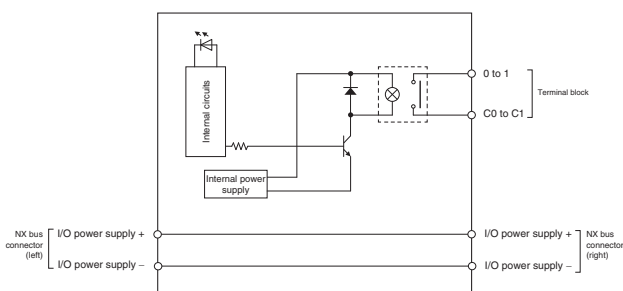 Internal circuits
Internal power
supply
0 to 1
C0 to C1
Terminal block
NX bus
connector
(left)
I/O power supply +
I/O power supply −
I/O power supply +
I/O power supply −
NX bus
connector
(right)